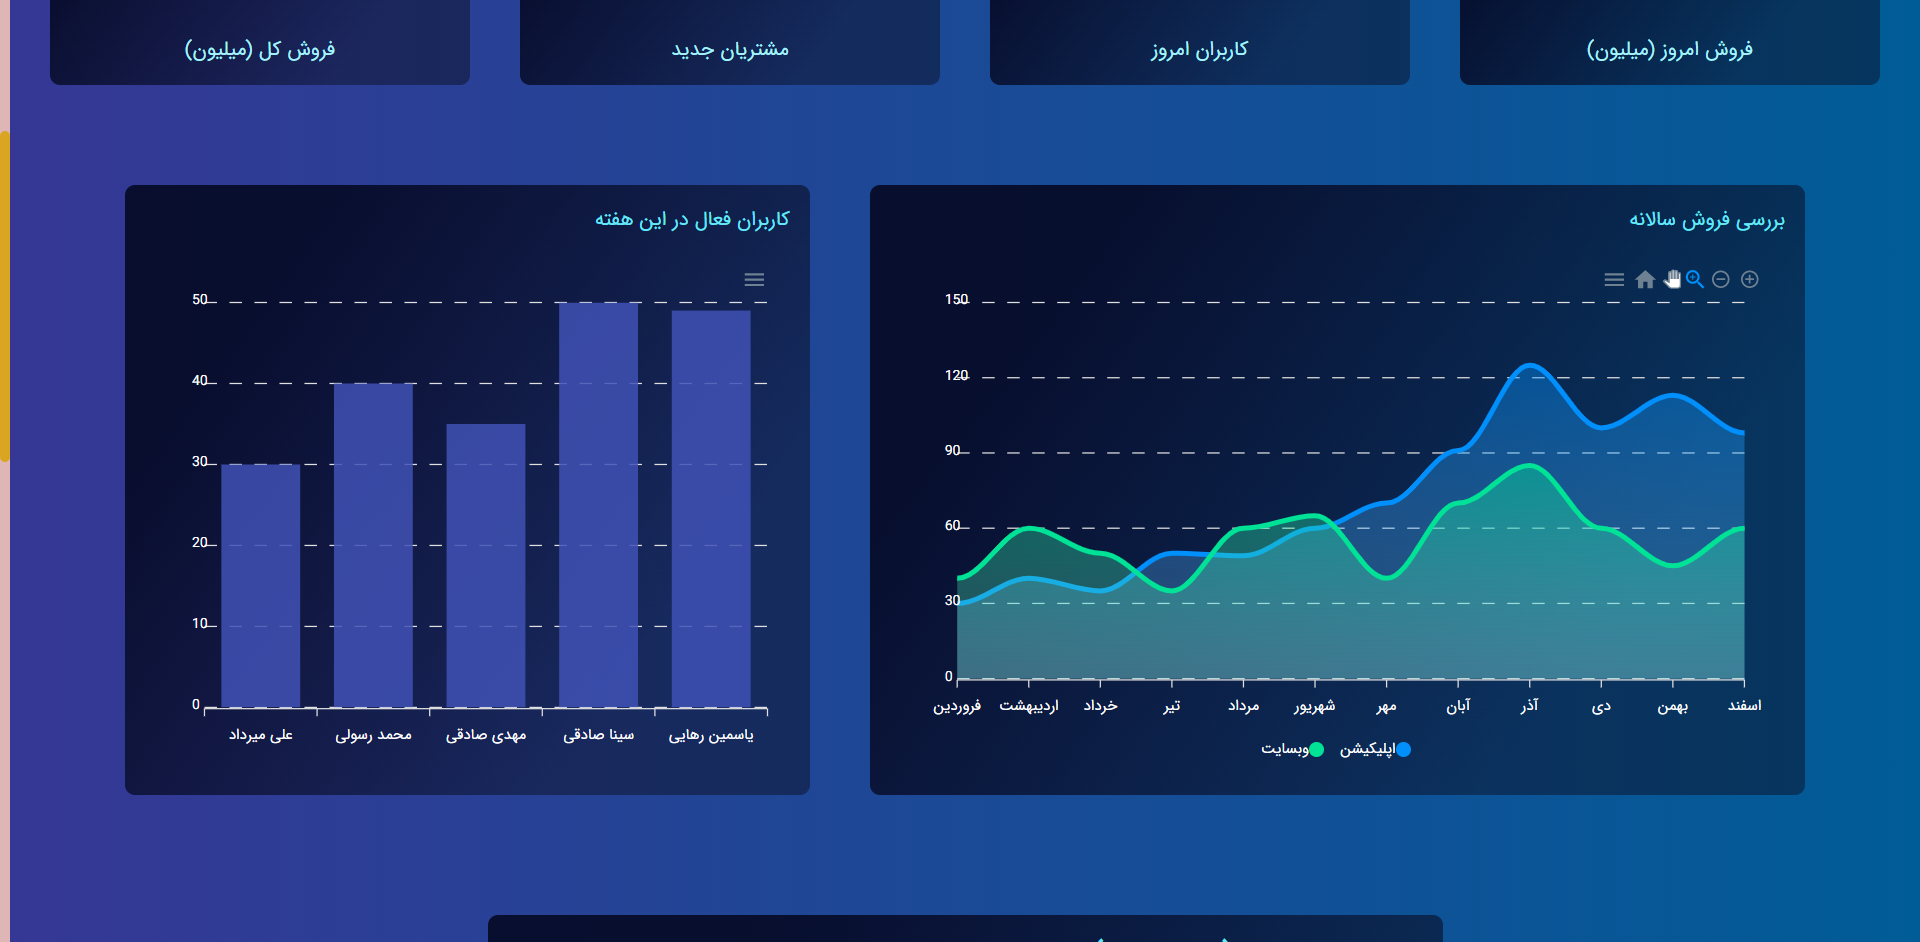 فروش امروز (میلیون)
کاربران امروز
مشتریان جدید
فروش کل (میلیون)
بررسی فروش سالانه
150
120
90
60
30
0
فروردین
اردیبهشت
خرداد
تیر
مرداد
شهریور
مهر
آبان
آذر
دی
بهمن
اسفند
اپلیکیشن
وبسایت
کاربران فعال در این هفته
50
40
30
20
10
0
علی میرداد
محمد رسولی
مهدی صادقی
سینا صادقی
یاسمین رهایی